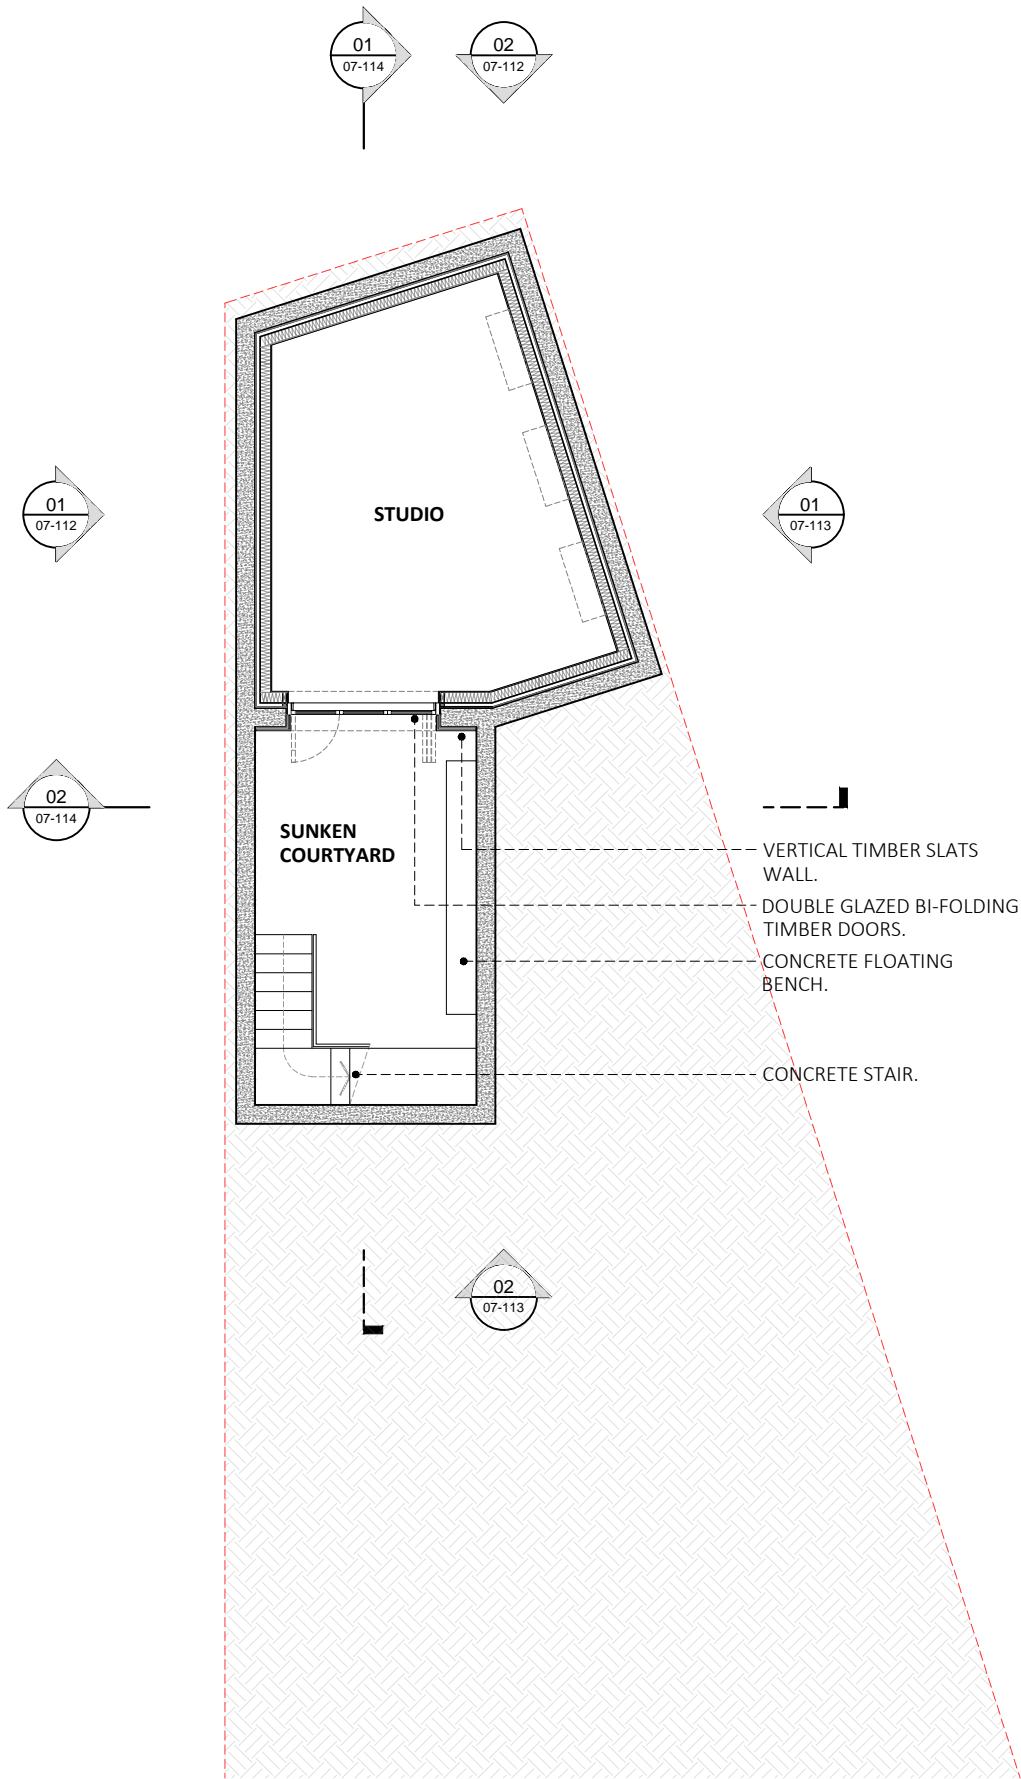 01
07-114
02
07-112
STUDIO
01
07-112
01
07-113
02
07-114
SUNKEN
COURTYARD
VERTICAL TIMBER SLATS
WALL.
DOUBLE GLAZED BI-FOLDING
TIMBER DOORS.
CONCRETE FLOATING
BENCH.
CONCRETE STAIR.
02
07-113